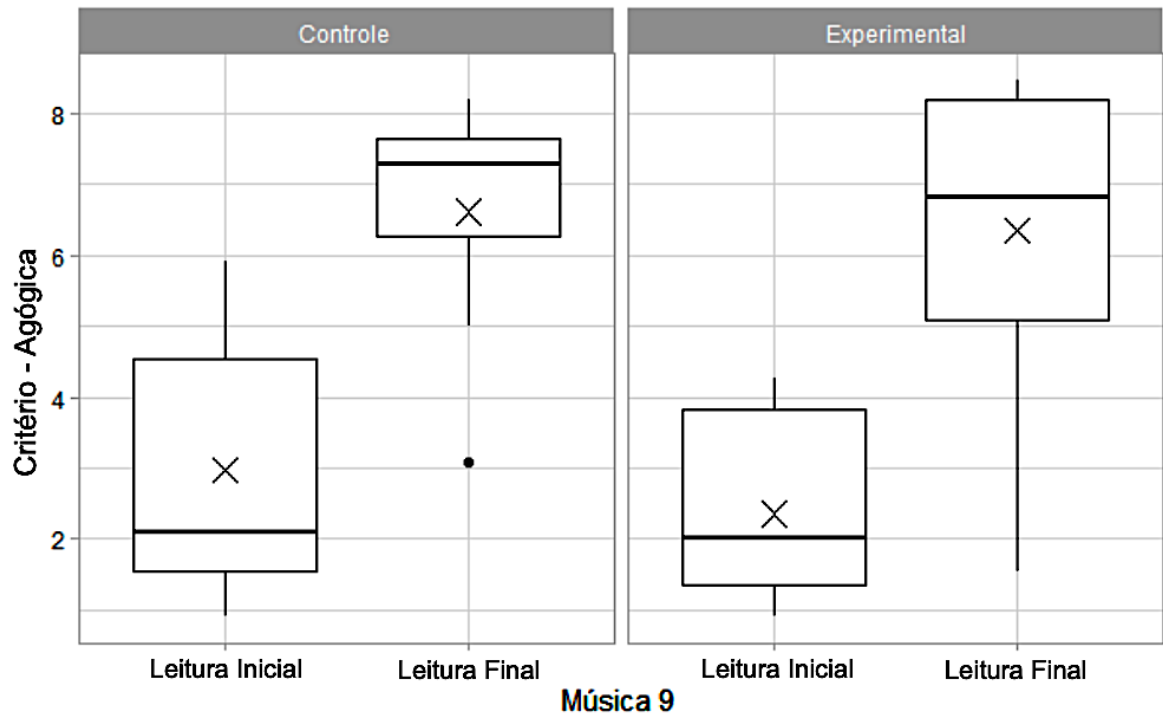 Controle
Experimental
Critério - Agógica
8
6
4
2
Leitura Inicial
Leitura Final
Leitura Inicial
Leitura Final
Música 9